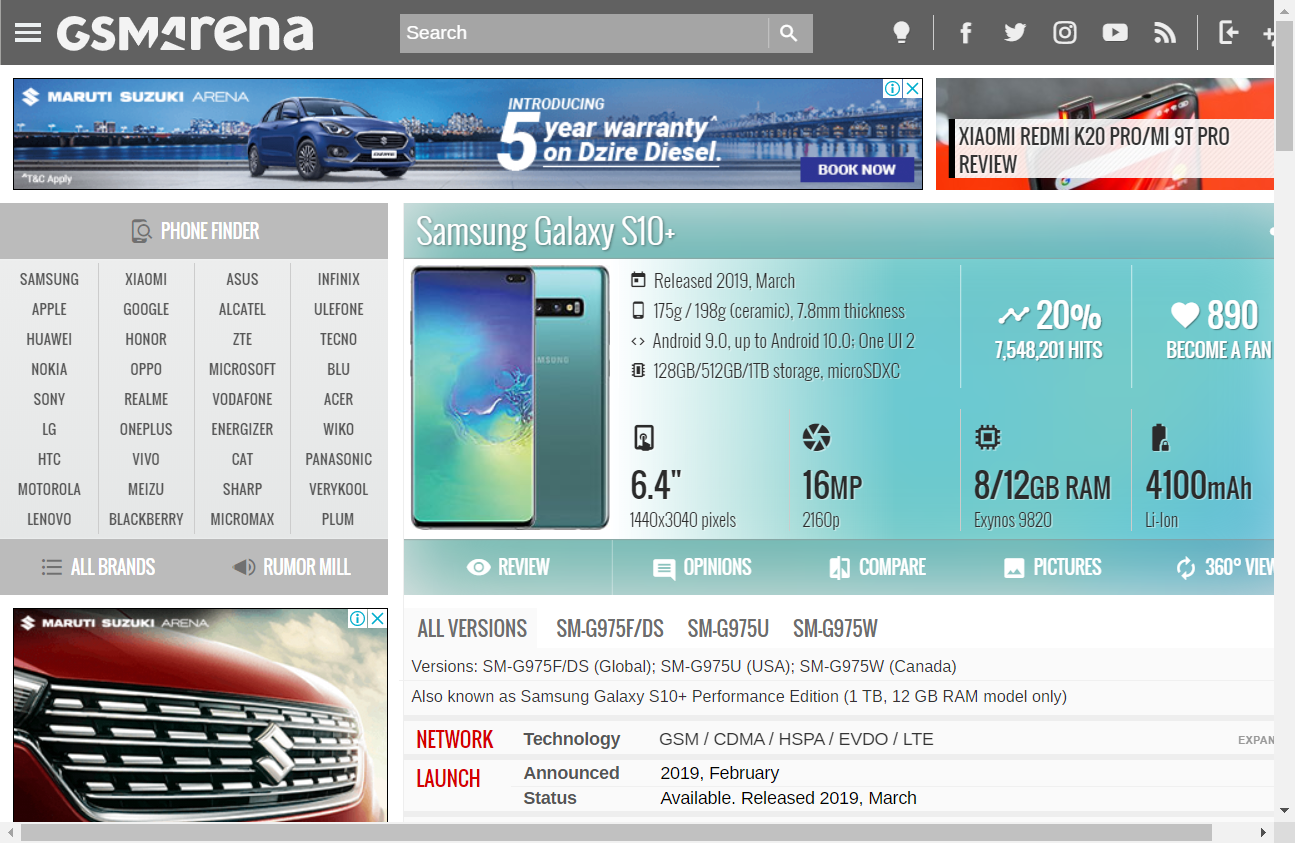 GSMArena
Search
MARUTI SUZUKI ARENA
INTRODUCING
5 year warranty^
on Dzire Diesel.
BOOK NOW
^T&C Apply
XIAOMI REDMI K20 PRO/MI 9T PRO
REVIEW
PHONE FINDER
SAMSUNG XIAOMI ASUS INFINIX
APPLE GOOGLE ALCATEL ULEFONE
HUAWEI HONOR ZTE TECNO
NOKIA OPPO MICROSOFT BLU
SONY REALME VODAFONE ACER
LG ONEPLUS ENERGIZER WIKO
HTC VIVO CAT PANASONIC
MOTOROLA MEIZU SHARP VERYKOOL
LENOVO BLACKBERRY MICROMAX PLUM
ALL BRANDS RUMOR MILL
MARUTI SUZUKI ARENA
Samsung Galaxy S10+
SAMSUNG
Released 2019, March
175g / 198g (ceramic), 7.8mm thickness
Android 9.0, up to Android 10.0; One UI 2
128GB/512GB/1TB storage, microSDXC
20%
7,548,201 HITS
890
BECOME A FAN
6.4"
1440x3040 pixels
16MP
2160p
8/12GB RAM
Exynos 9820
4100mAh
Li-Ion
REVIEW OPINIONS COMPARE PICTURES 360° VIEW
ALL VERSIONS SM-G975F/DS SM-G975U SM-G975W
Versions: SM-G975F/DS (Global); SM-G975U (USA); SM-G975W (Canada)
Also known as Samsung Galaxy S10+ Performance Edition (1 TB, 12 GB RAM model only)
NETWORK Technology GSM / CDMA / HSPA / EVDO / LTE EXPAN
LAUNCH Announced 2019, February
Status Available. Released 2019, March